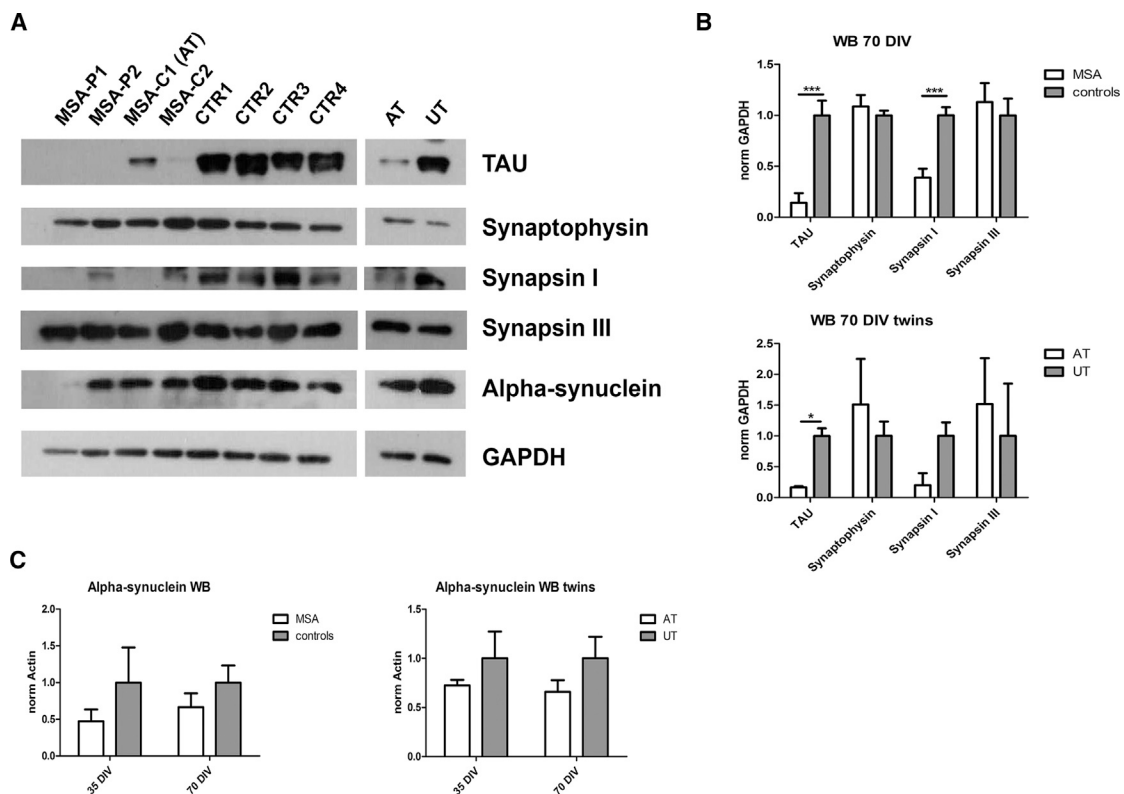 A
MSA-P1
MSA-P2
MSA-C1 (AT)
MSA-C2
CTR1
CTR2
CTR3
CTR4
AT
UT
TAU
Synaptophysin
Synapsin I
Synapsin III
Alpha-synuclein
GAPDH
B
WB 70 DIV
norm GAPDH
1.5
1.0
0.5
0.0
***
***
TAU
Synaptophysin
Synapsin I
Synapsin III
MSA
controls
WB 70 DIV twins
norm GAPDH
2.5
2.0
1.5
1.0
0.5
0.0
*
TAU
Synaptophysin
Synapsin I
Synapsin III
AT
UT
C
Alpha-synuclein WB
norm Actin
2.0
1.5
1.0
0.5
0.0
35 DIV
70 DIV
MSA
controls
Alpha-synuclein WB twins
norm Actin
1.5
1.0
0.5
0.0
35 DIV
70 DIV
AT
UT